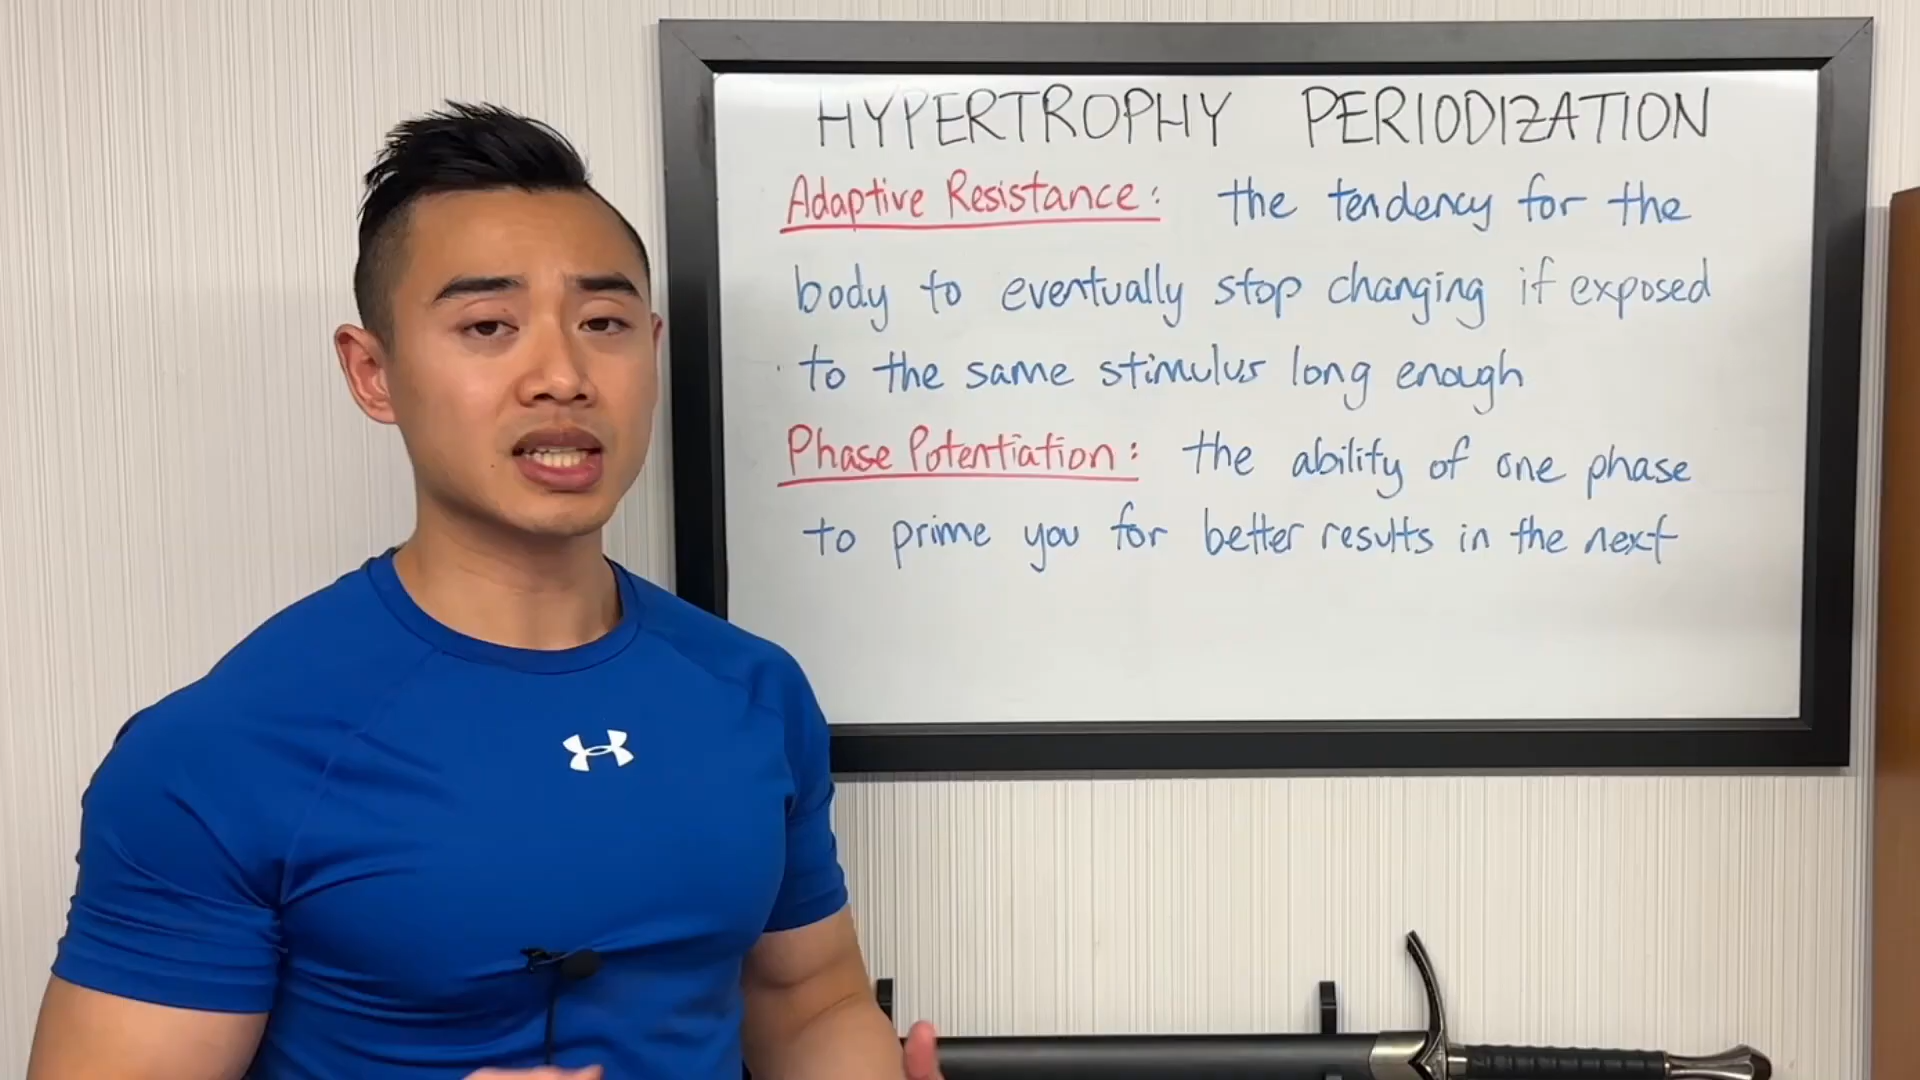 HYPERTROPHY PERIODIZATION
Adaptive Resistance: the tendency for the
body to eventually stop changing if exposed
to the same stimulus long enough
Phase Potentiation: the ability of one phase
to prime you for better results in the next